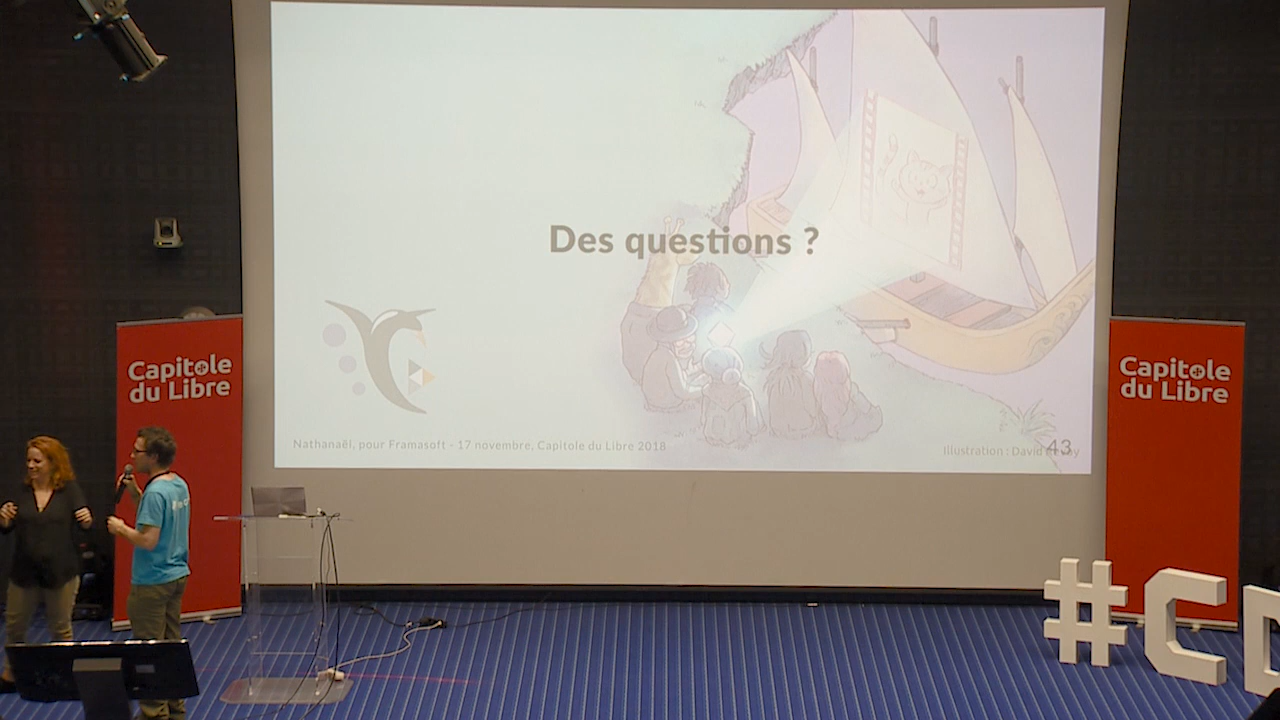 Des questions ?
Nathanaël, pour Framasoft - 17 novembre, Capitole du Libre 2018
Illustration : David
43
Capitole
du Libre
Capitole
du Libre
#C